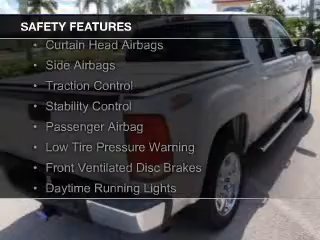 SAFETY FEATURES
• Curtain Head Airbags
• Side Airbags
• Traction Control
• Stability Control
• Passenger Airbag
• Low Tire Pressure Warning
• Front Ventilated Disc Brakes
• Daytime Running Lights